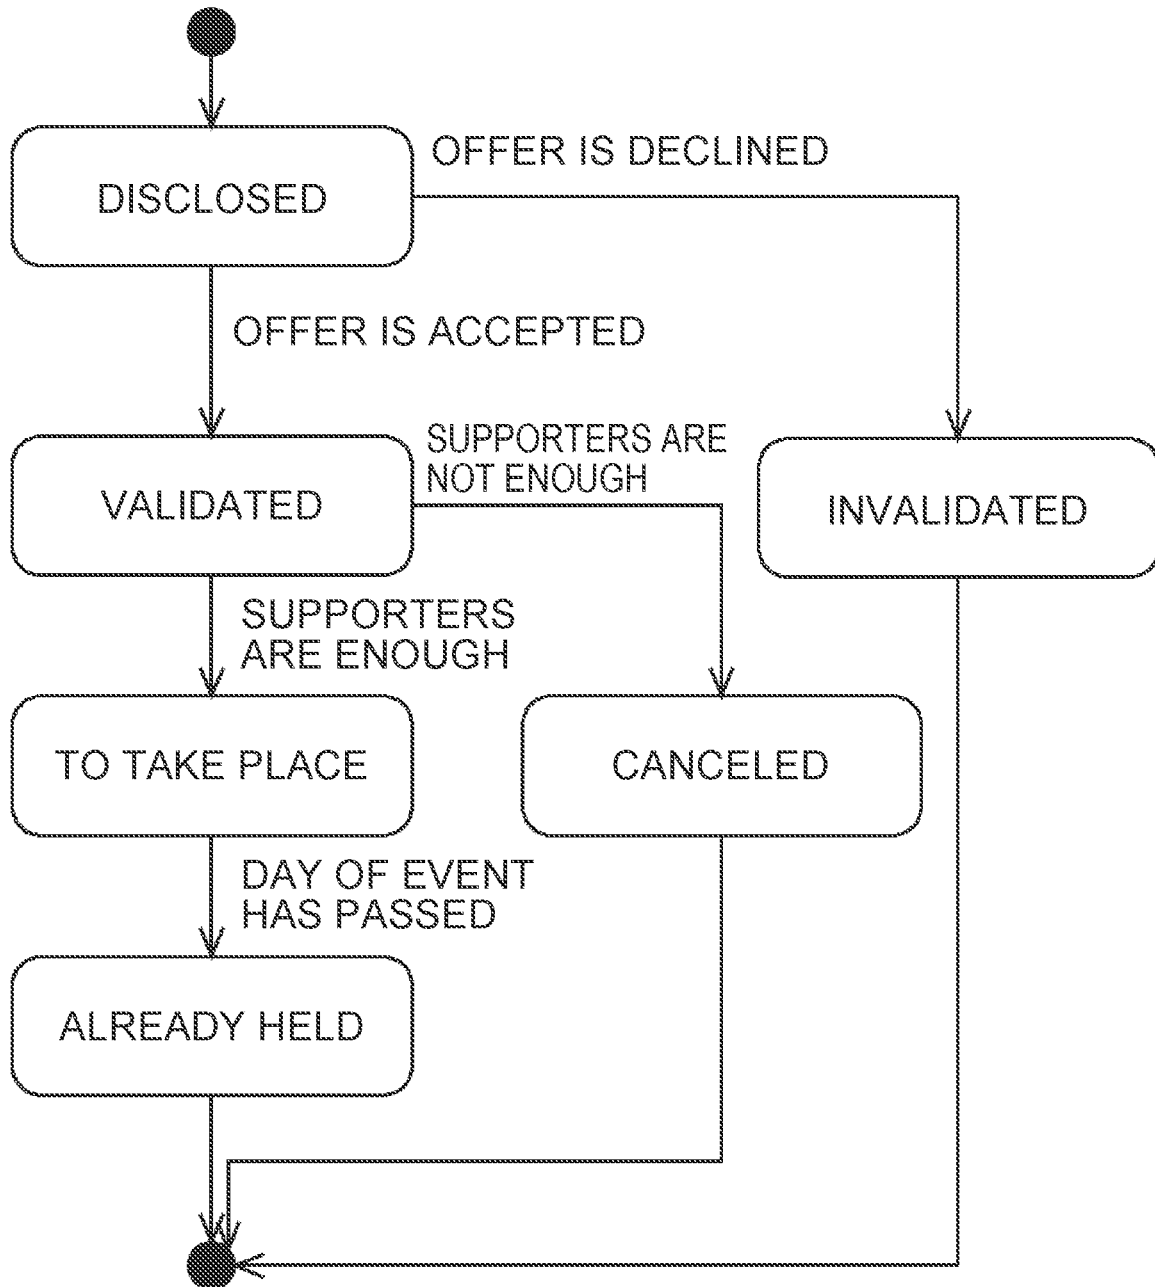 OFFER IS DECLINED
DISCLOSED
OFFER IS ACCEPTED
SUPPORTERS ARE
NOT ENOUGH
VALIDATED
INVALIDATED
SUPPORTERS
ARE ENOUGH
TO TAKE PLACE
CANCELED
DAY OF EVENT
HAS PASSED
ALREADY HELD